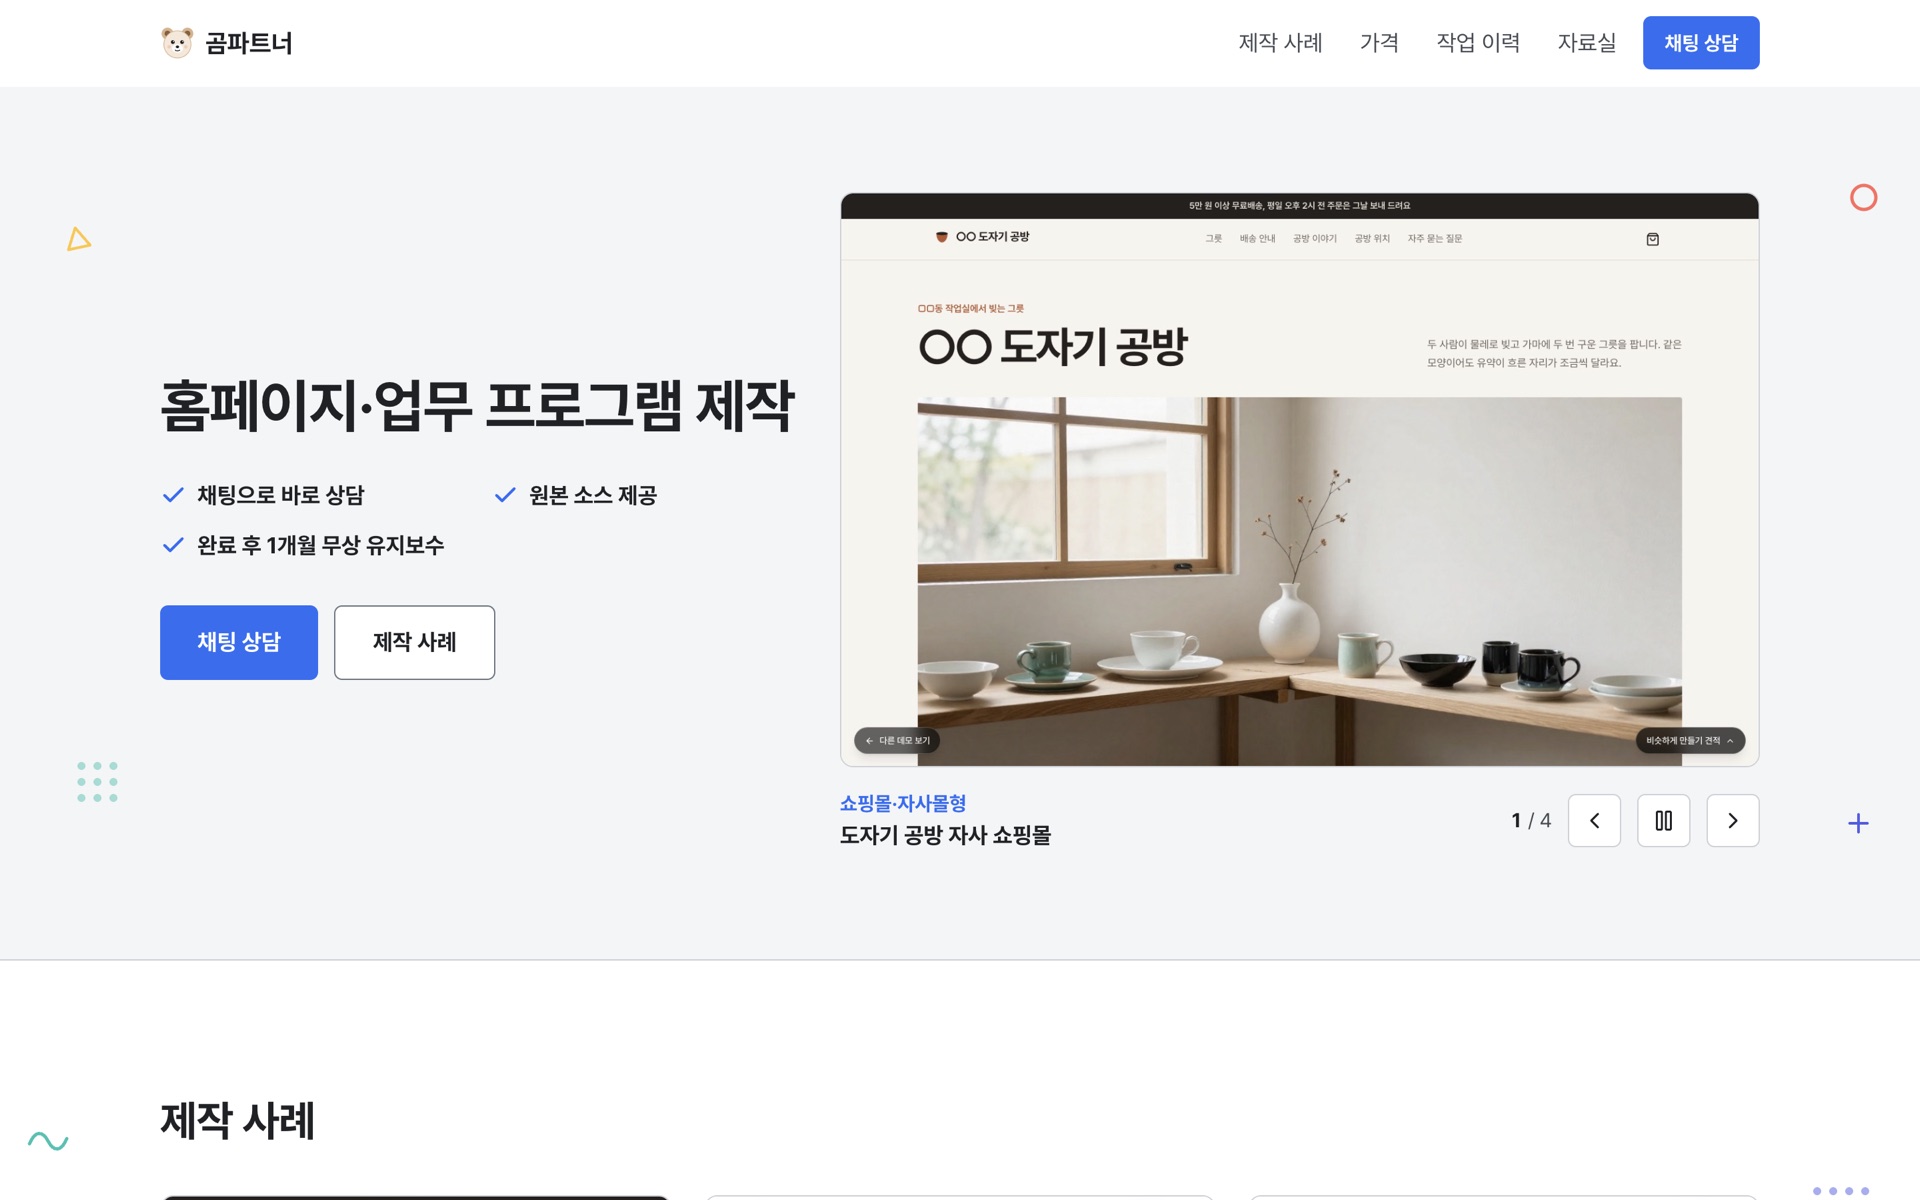 곰파트너
제작 사례
가격
작업 이력
자료실
채팅 상담
홈페이지·업무 프로그램 제작
채팅으로 바로 상담
원본 소스 제공
완료 후 1개월 무상 유지보수
채팅 상담
제작 사례
5만 원 이상 무료배송, 평일 오후 2시 전 주문은 그날 보내 드려요
○○ 도자기 공방
그릇
배송 안내
공방 이야기
공방 위치
자주 묻는 질문
□□동 작업실에서 빚는 그릇
○○ 도자기 공방
두 사람이 물레로 빚고 가마에 두 번 구운 그릇을 팝니다. 같은
모양이어도 유약이 흐른 자리가 조금씩 달라요.
← 다른 데모 보기
비슷하게 만들기 견적
쇼핑몰·자사몰형
도자기 공방 자사 쇼핑몰
1 / 4
제작 사례